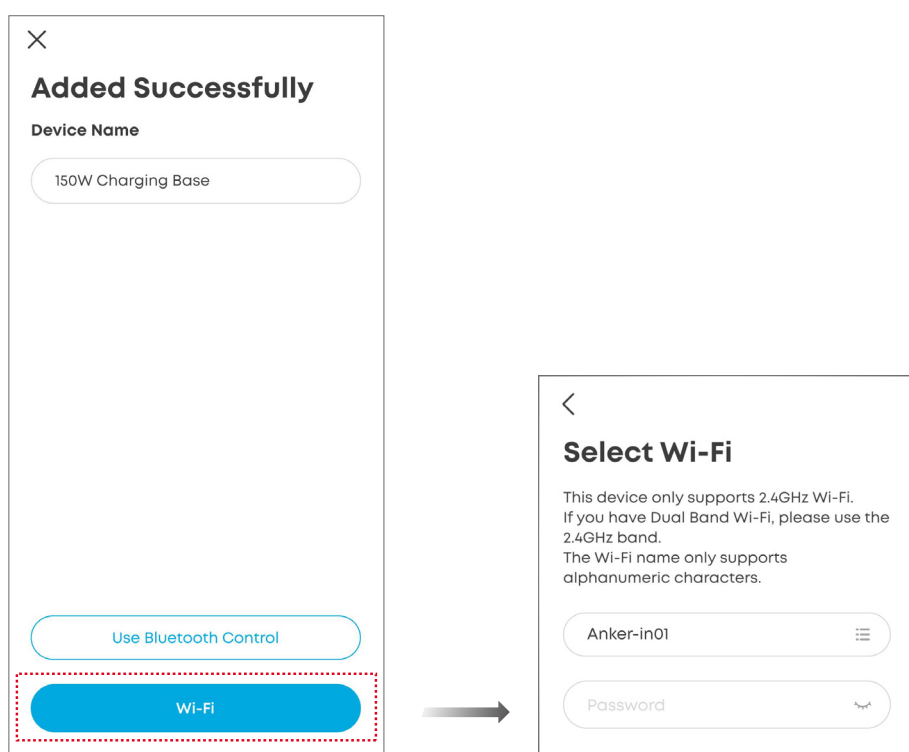 Added Successfully
Device Name
150W Charging Base
Use Bluetooth Control
Wi-Fi
Select Wi-Fi
This device only supports 2.4GHz Wi-Fi.
If you have Dual Band Wi-Fi, please use the
2.4GHz band.
The Wi-Fi name only supports
alphanumeric characters.
Anker-in01
Password